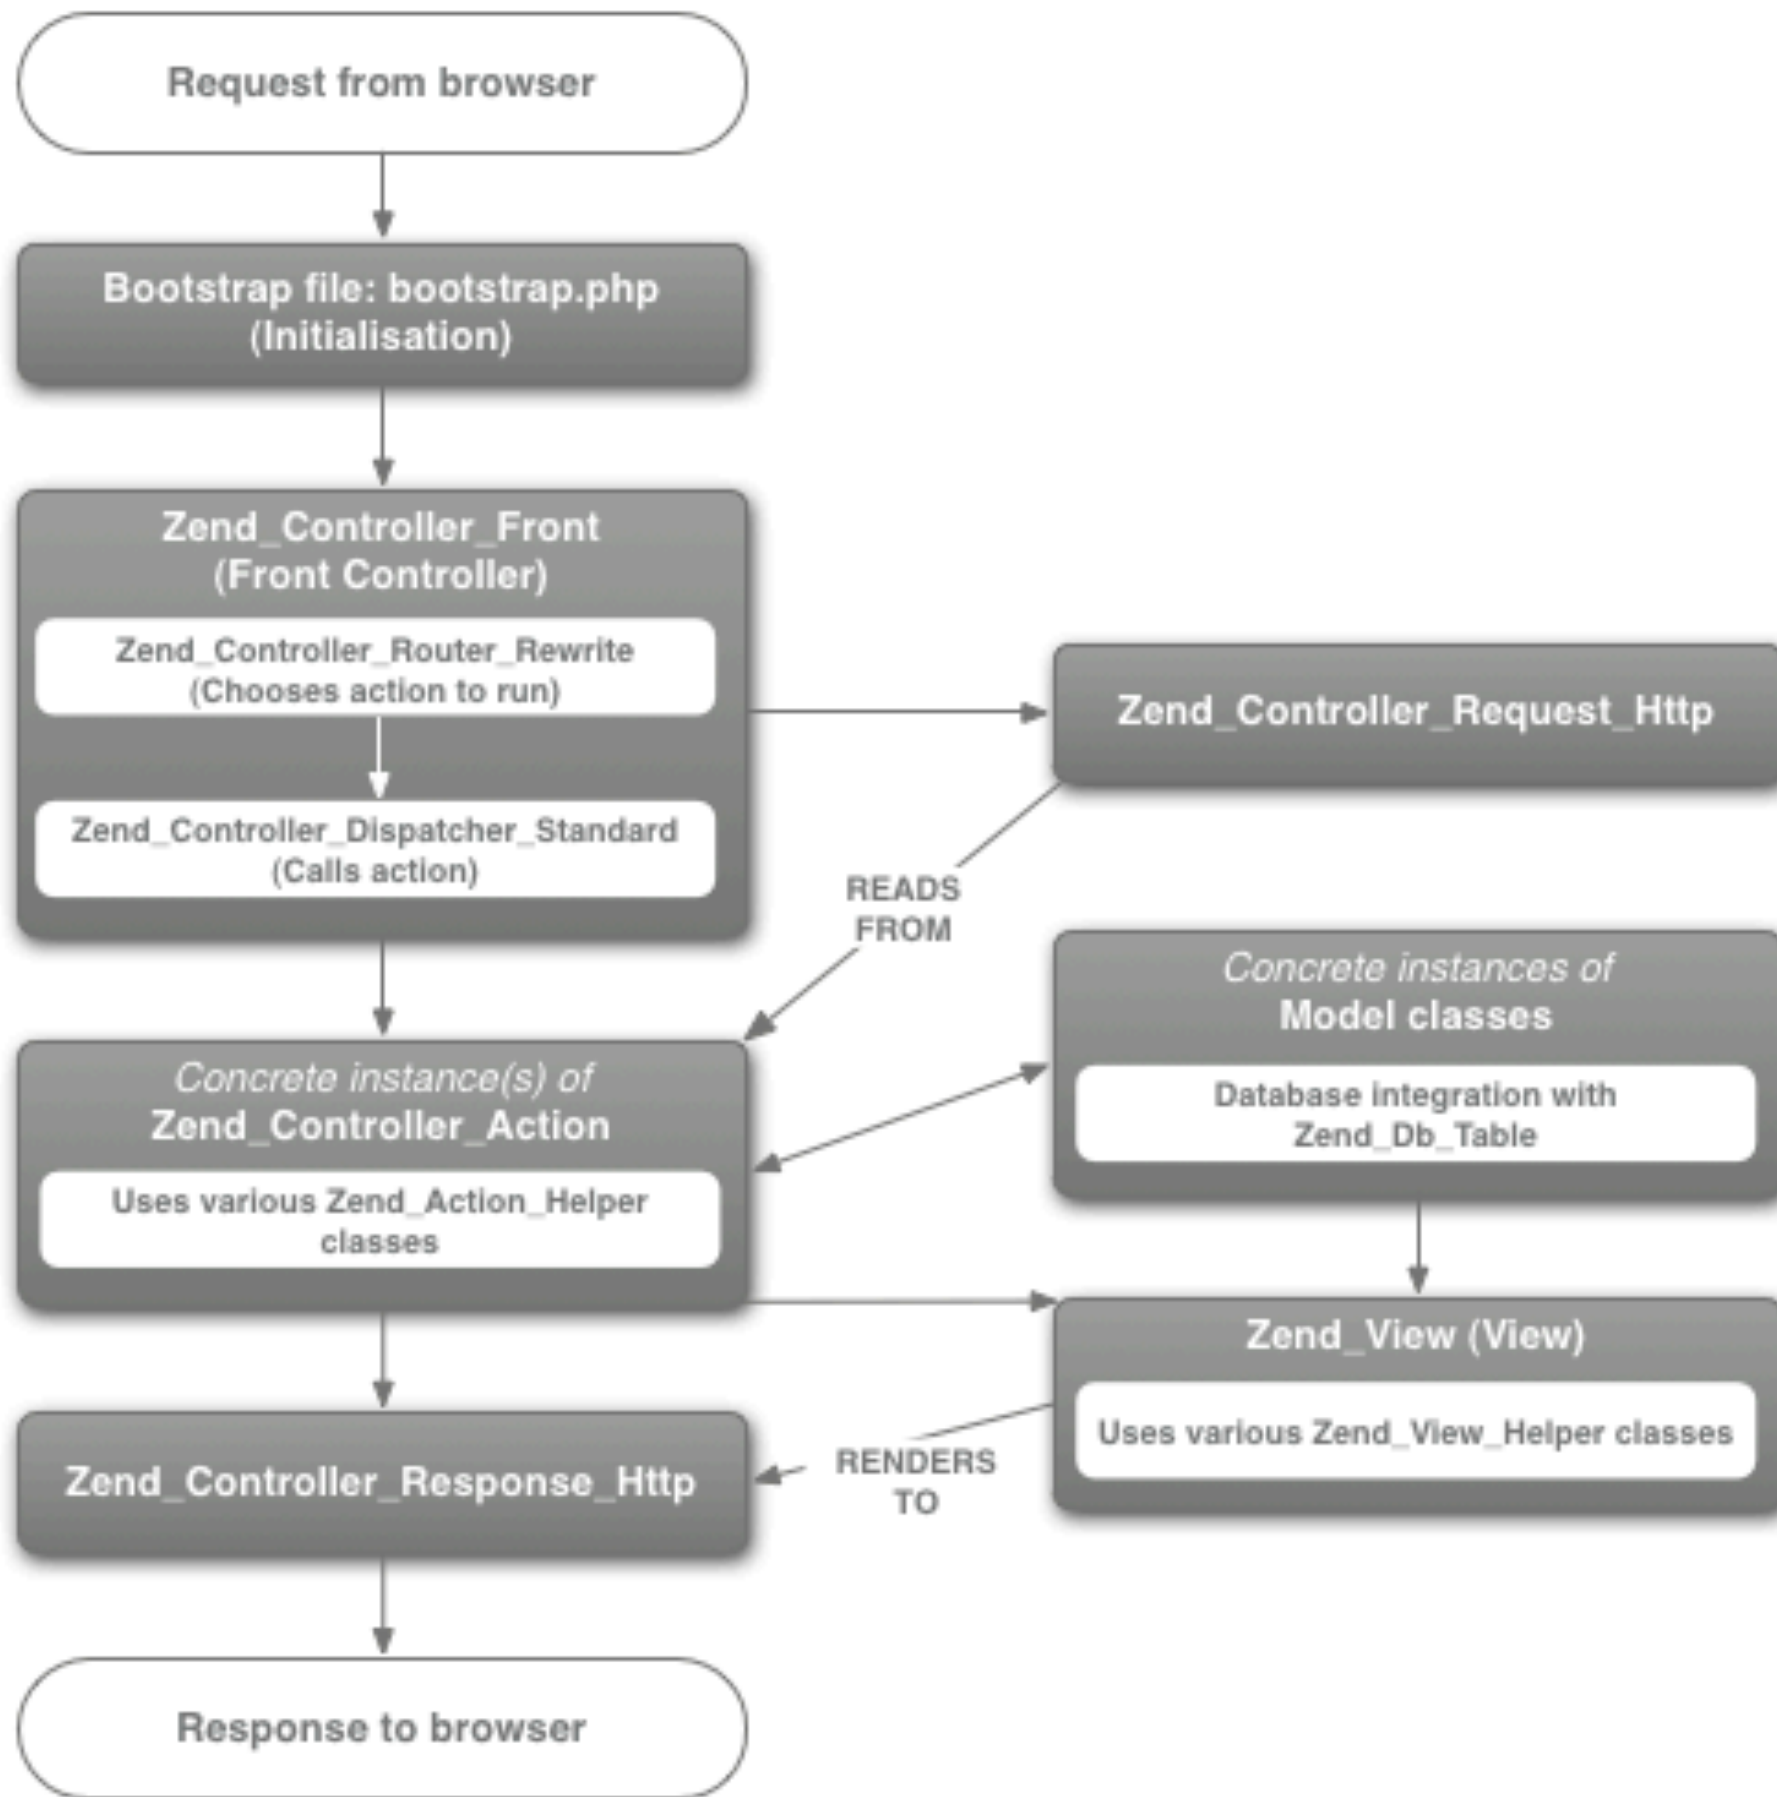 Request from browser
Bootstrap file: bootstrap.php
(Initialisation)
Zend_Controller_Front
(Front Controller)
Zend_Controller_Router_Rewrite
(Chooses action to run)
Zend_Controller_Request_Http
Zend_Controller_Dispatcher_Standard
(Calls action)
READS
FROM
Concrete instances of
Model classes
Database integration with
Zend_Db_Table
Concrete instance(s) of
Zend_Controller_Action
Uses various Zend_Action_Helper
classes
Zend_View (View)
Uses various Zend_View_Helper classes
RENDERS
TO
Zend_Controller_Response_Http
Response to browser